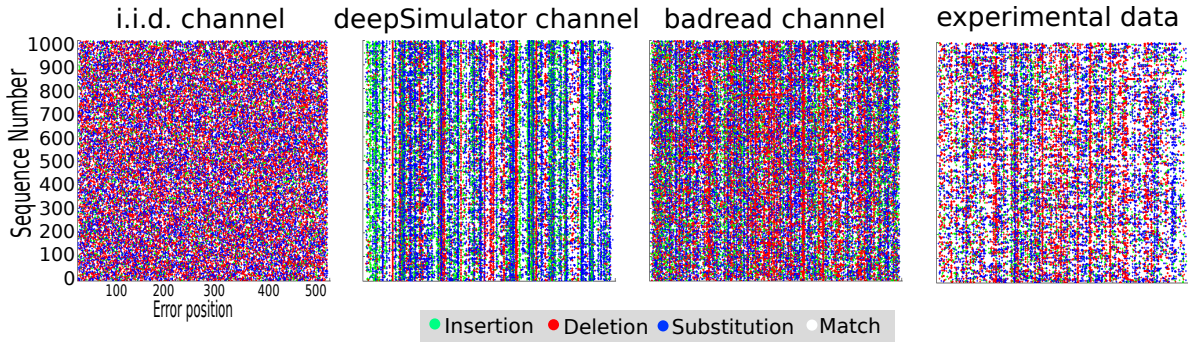 i.i.d. channel
deepSimulator channel
badread channel
experimental data
Sequence Number
1000
900
800
700
600
500
400
300
200
100
0
100 200 300 400 500
Error position
Insertion Deletion Substitution Match